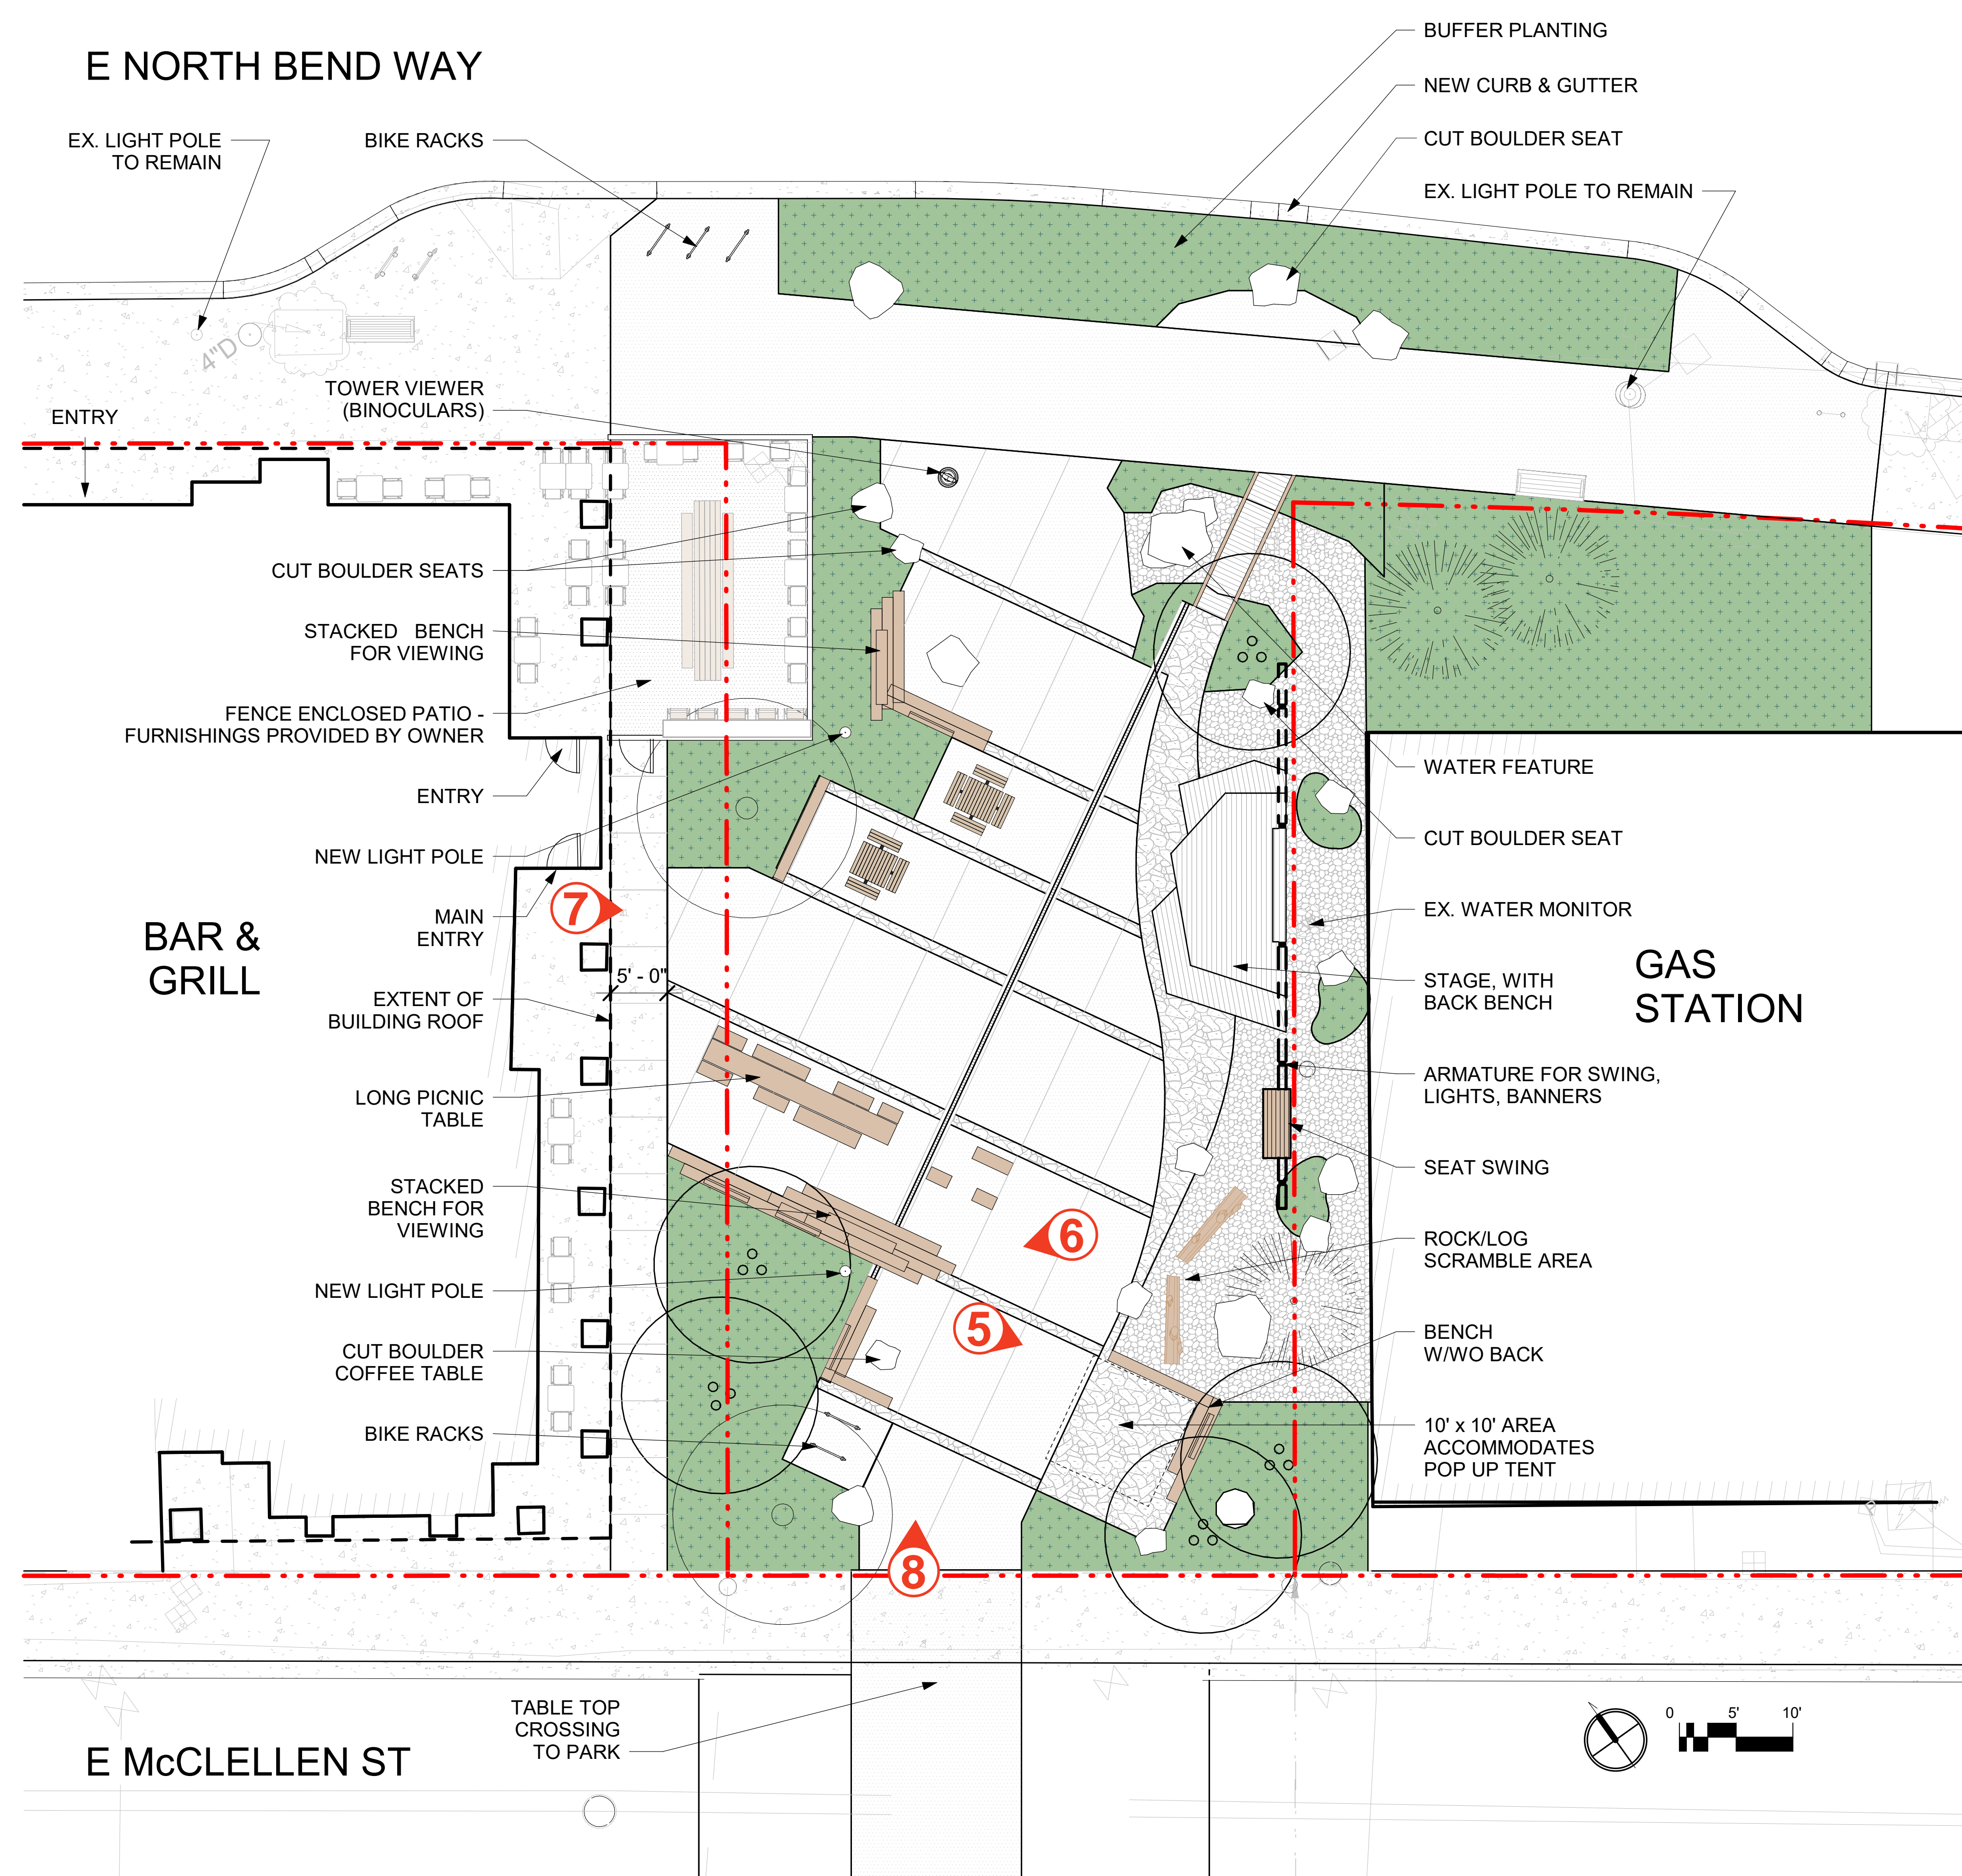 E NORTH BEND WAY
BUFFER PLANTING
NEW CURB & GUTTER
CUT BOULDER SEAT
EX. LIGHT POLE TO REMAIN
EX. LIGHT POLE
TO REMAIN
BIKE RACKS
4"D
TOWER VIEWER
(BINOCULARS)
ENTRY
CUT BOULDER SEATS
STACKED BENCH
FOR VIEWING
FENCE ENCLOSED PATIO -
FURNISHINGS PROVIDED BY OWNER
ENTRY
NEW LIGHT POLE
MAIN
ENTRY
BAR &
GRILL
7
5' - 0"
EXTENT OF
BUILDING ROOF
LONG PICNIC
TABLE
STACKED
BENCH FOR
VIEWING
NEW LIGHT POLE
CUT BOULDER
COFFEE TABLE
BIKE RACKS
6
5
8
WATER FEATURE
CUT BOULDER SEAT
EX. WATER MONITOR
GAS
STATION
STAGE, WITH
BACK BENCH
ARMATURE FOR SWING,
LIGHTS, BANNERS
SEAT SWING
ROCK/LOG
SCRAMBLE AREA
BENCH
W/WO BACK
10' x 10' AREA
ACCOMMODATES
POP UP TENT
TABLE TOP
CROSSING
TO PARK
E McCLELLEN ST
0 5' 10'